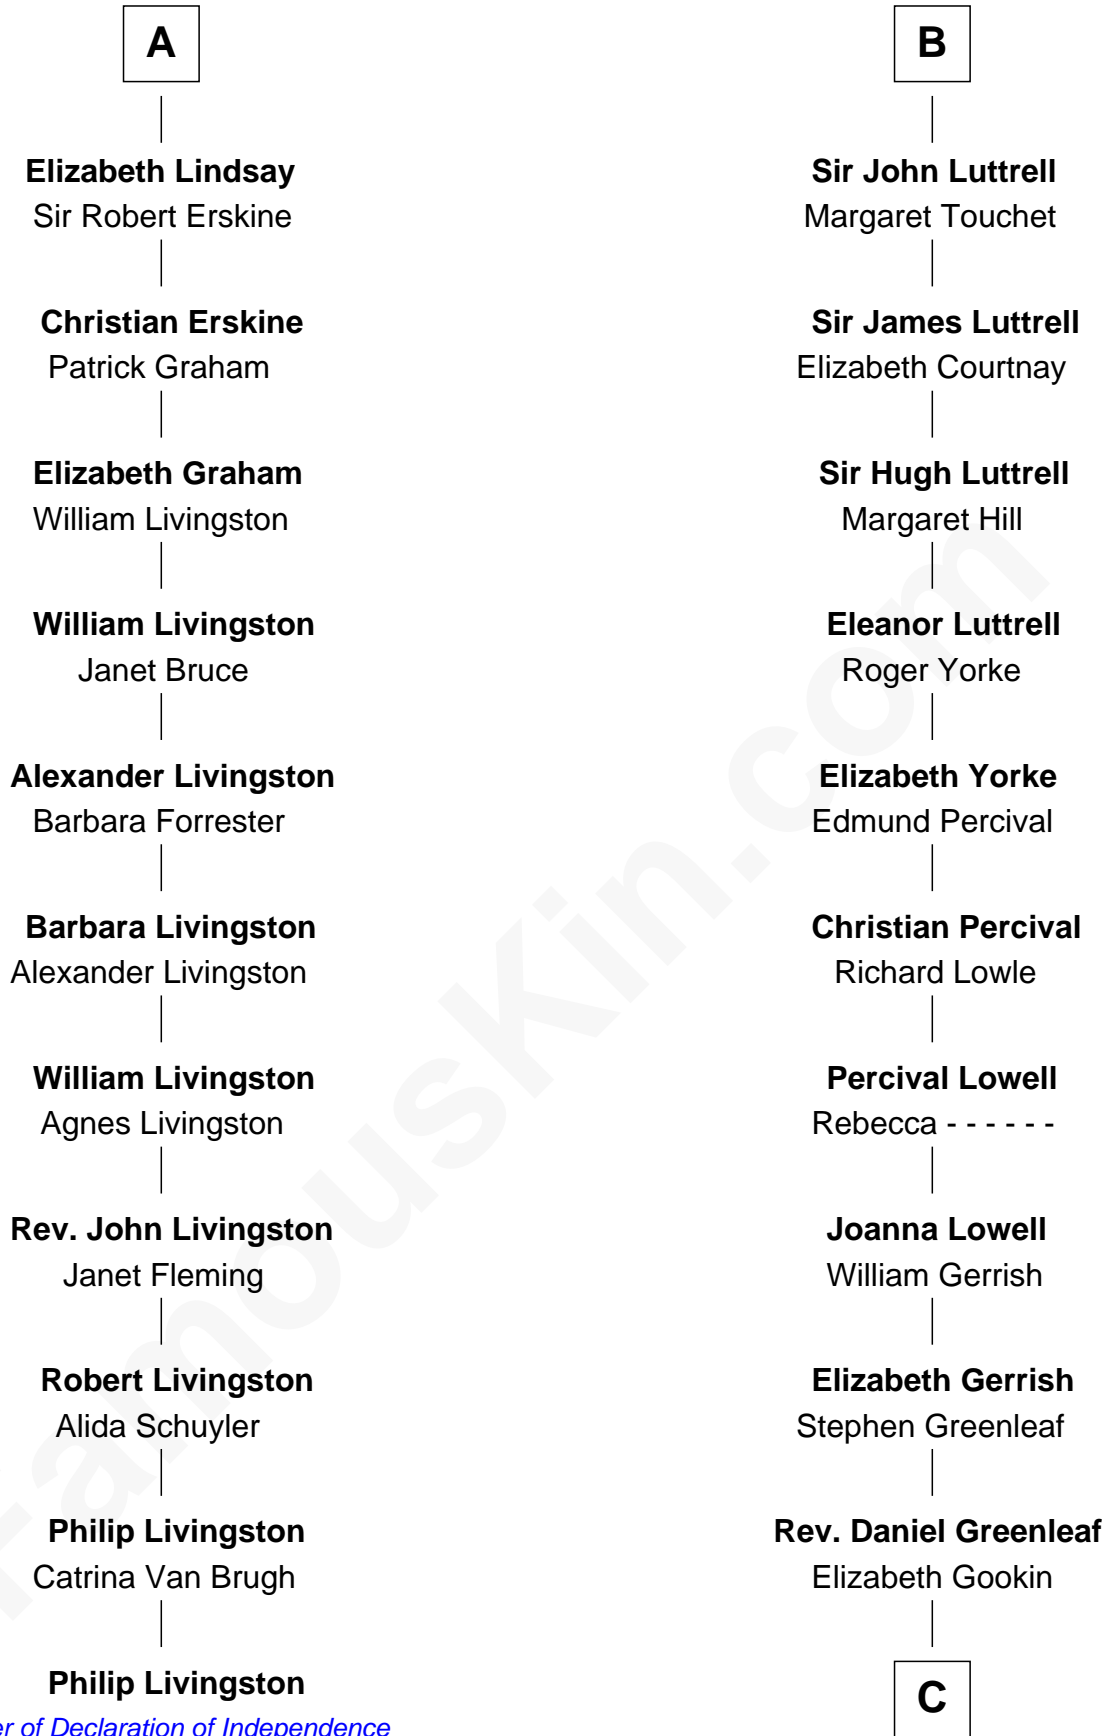 A
Elizabeth Lindsay
Sir Robert Erskine
Christian Erskine
Patrick Graham
Elizabeth Graham
William Livingston
William Livingston
Janet Bruce
Alexander Livingston
Barbara Forrester
Barbara Livingston
Alexander Livingston
William Livingston
Agnes Livingston
Rev. John Livingston
Janet Fleming
Robert Livingston
Alida Schuyler
Philip Livingston
Catrina Van Brugh
Philip Livingston
of Declaration of Independence
B
Sir John Luttrell
Margaret Touchet
Sir James Luttrell
Elizabeth Courtnay
Sir Hugh Luttrell
Margaret Hill
Eleanor Luttrell
Roger Yorke
Elizabeth Yorke
Edmund Percival
Christian Percival
Richard Lowle
Percival Lowell
Rebecca - - - - - -
Joanna Lowell
William Gerrish
Elizabeth Gerrish
Stephen Greenleaf
Rev. Daniel Greenleaf
Elizabeth Gookin
C
FamousKin.com